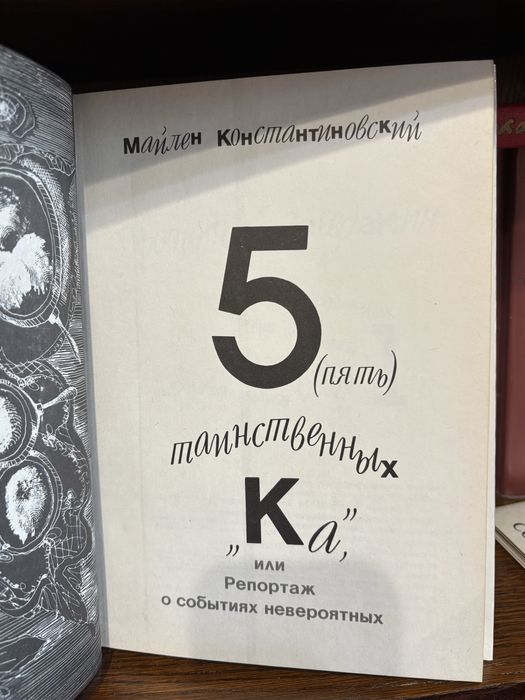 Майлен Константиновский
5
(пять)
таинственных
„Ка”,
или
Репортаж
о событиях невероятных